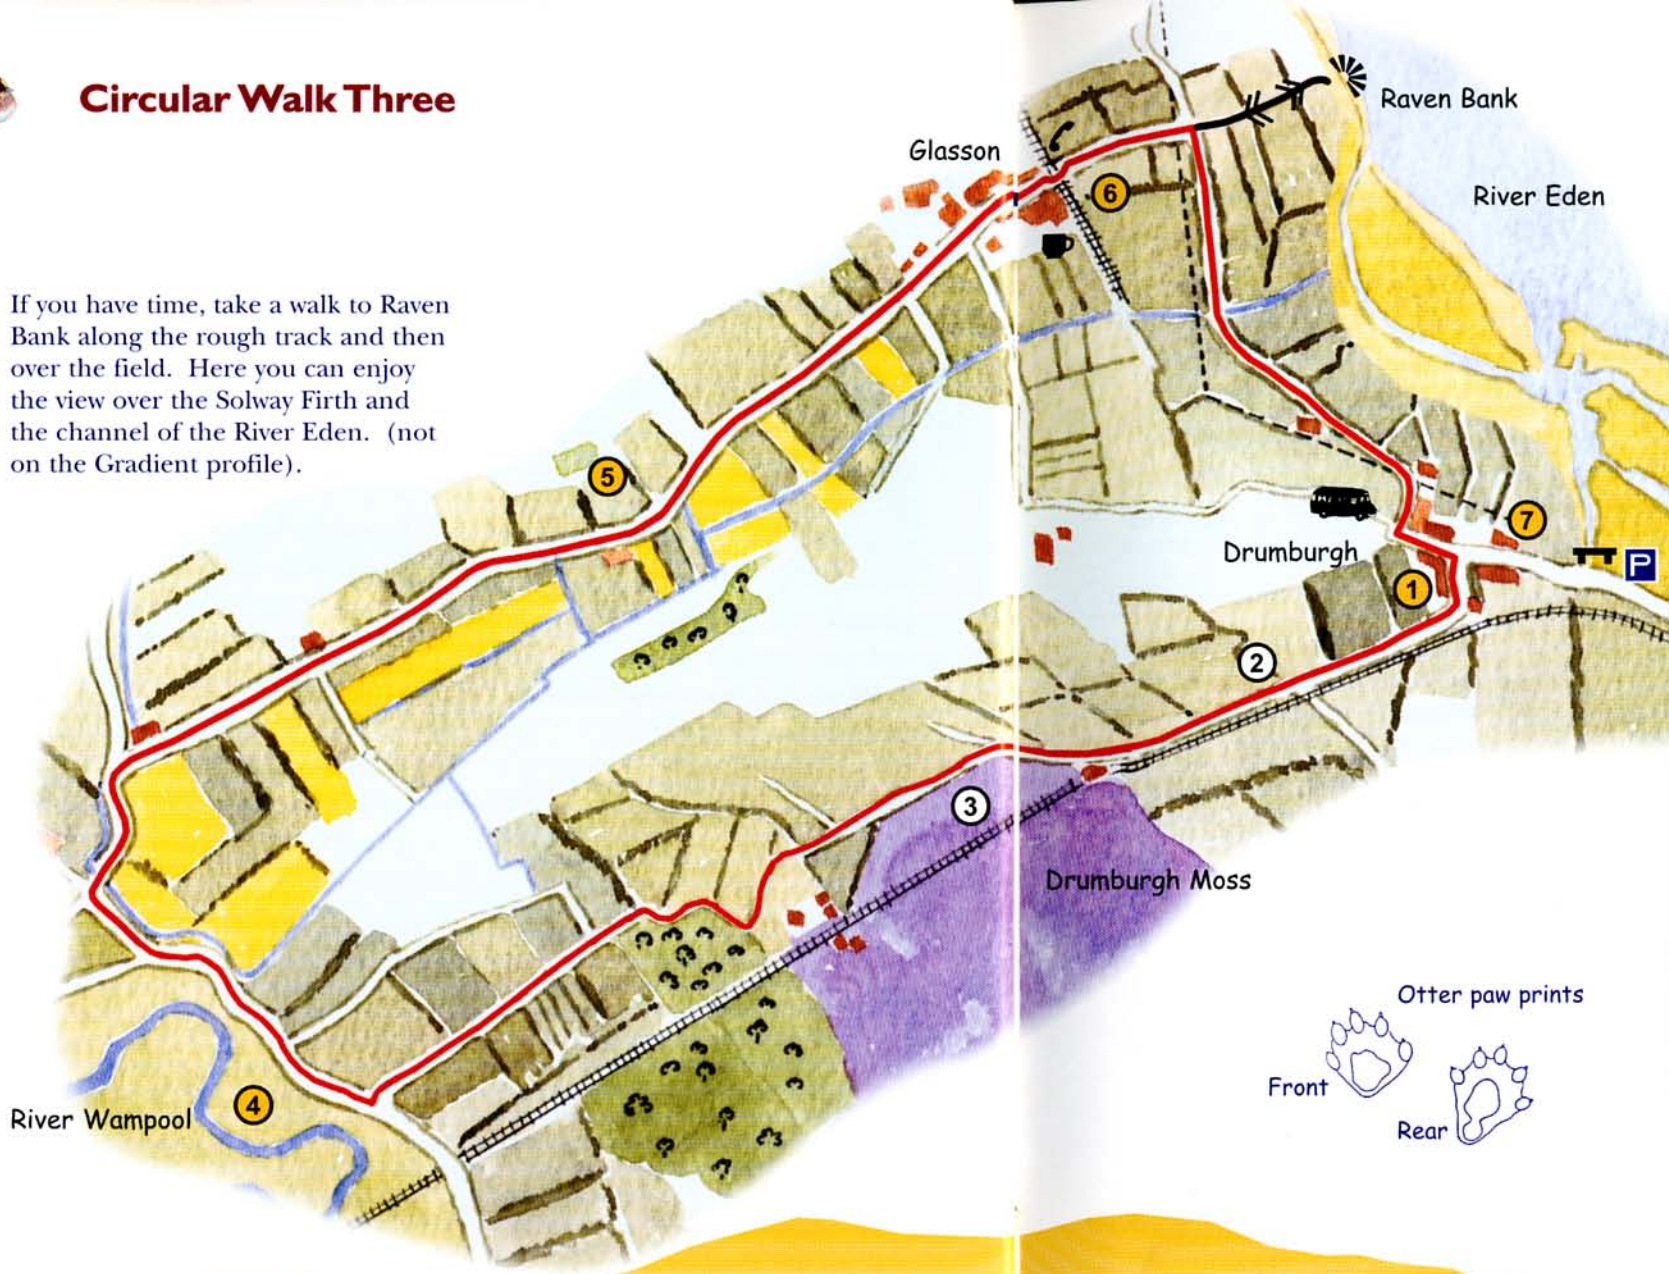 Circular Walk Three
If you have time, take a walk to Raven
Bank along the rough track and then
over the field. Here you can enjoy
the view over the Solway Firth and
the channel of the River Eden. (not
on the Gradient profile).
Raven Bank
Glasson
6
River Eden
5
7
Drumburgh
P
1
2
3
Drumburgh Moss
Otter paw prints
Front
4
River Wampool
Rear